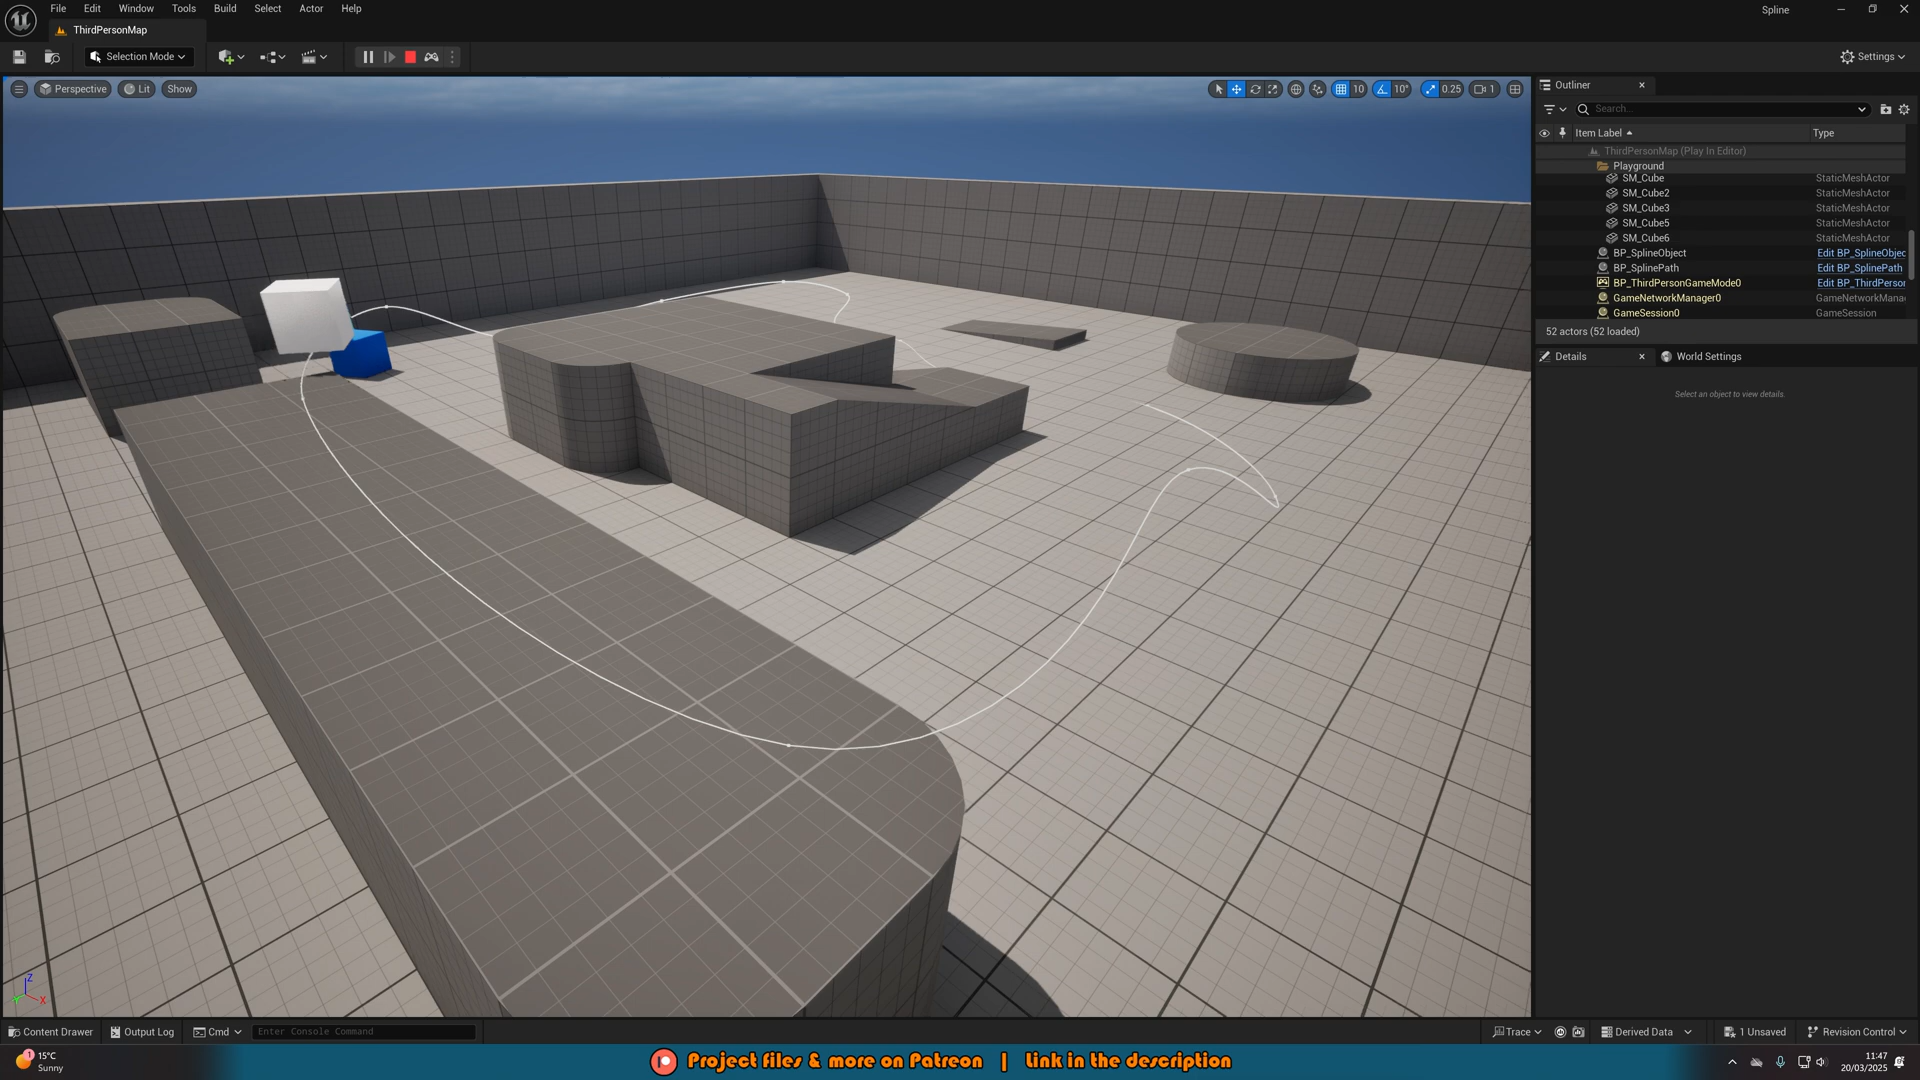 File Edit Window Tools Build Select Actor Help
Spline
ThirdPersonMap
Selection Mode
Settings
Perspective Lit Show
10 10° 0.25 1
Outliner
Search...
Item Label Type
ThirdPersonMap (Play In Editor)
Playground
SM_Cube StaticMeshActor
SM_Cube2 StaticMeshActor
SM_Cube3 StaticMeshActor
SM_Cube5 StaticMeshActor
SM_Cube6 StaticMeshActor
BP_SplineObject Edit BP_SplineObjec
BP_SplinePath Edit BP_SplinePath
BP_ThirdPersonGameMode0 Edit BP_ThirdPerson
GameNetworkManager0 GameNetworkMana
GameSession0 GameSession
52 actors (52 loaded)
Details World Settings
Select an object to view details.
Z
Y X
Content Drawer Output Log Cmd Enter Console Command
Trace Derived Data 1 Unsaved Revision Control
1 15°C
Sunny
Project files & more on Patreon | Link in the description
11:47
20/03/2025